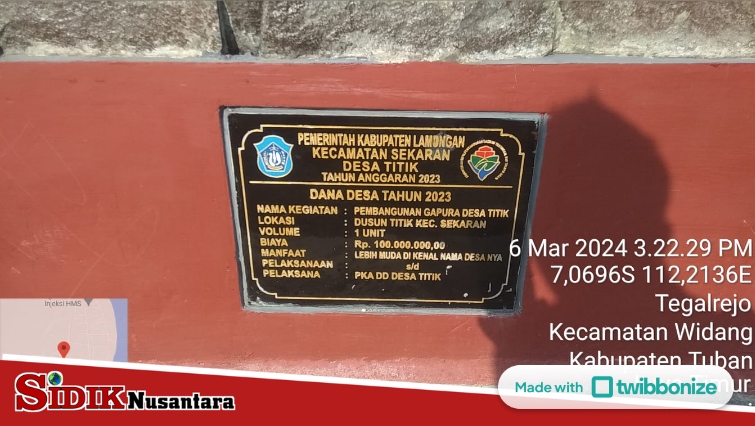 PEMERINTAH KABUPATEN LAMONGAN
KECAMATAN SEKARAN
DESA TITIK
TAHUN ANGGARAN 2023
DANA DESA TAHUN 2023
NAMA KEGIATAN : PEMBANGUNAN GAPURA DESA TITIK
LOKASI : DUSUN TITIK KEC. SEKARAN
VOLUME : 1 UNIT
BIAYA : Rp. 100.000.000,00
MANFAAT : LEBIH MUDA DI KENAL NAMA DESA NYA
PELAKSANAAN : s/d
PELAKSANA : PKA DD DESA TITIK
6 Mar 2024 3.22.29 PM
7,0696S 112,2136E
Tegalrejo
Kecamatan Widang
Kabupaten Tuban
Injeksi HMS
SIDIK Nusantara
Made with twibbonize